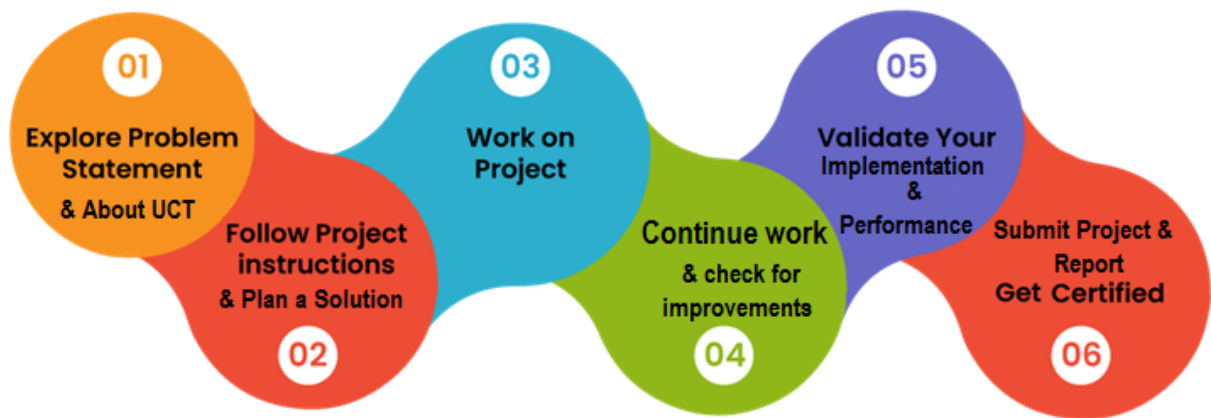 01
Explore Problem
Statement
& About UCT
Follow Project
instructions
& Plan a Solution
02
03
Work on
Project
Continue work
& check for
improvements
04
05
Validate Your
Implementation
&
Performance
Submit Project &
Report
Get Certified
06